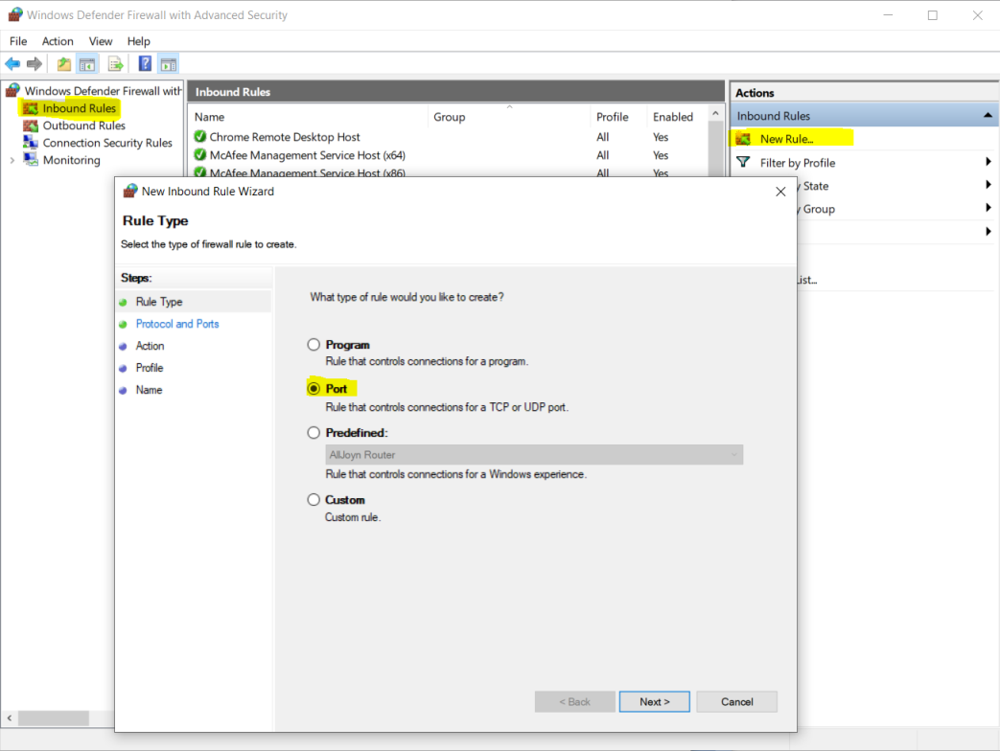 Windows Defender Firewall with Advanced Security
File Action View Help
Windows Defender Firewall with
Inbound Rules
Outbound Rules
Connection Security Rules
Monitoring
Inbound Rules
Name Group Profile Enabled
Chrome Remote Desktop Host All Yes
McAfee Management Service Host (x64) All Yes
McAfee Management Service Host (x86) All Yes
Actions
Inbound Rules
New Rule...
Filter by Profile
y State
y Group
List...
New Inbound Rule Wizard
Rule Type
Select the type of firewall rule to create.
Steps:
Rule Type
Protocol and Ports
Action
Profile
Name
What type of rule would you like to create?
Program
Rule that controls connections for a program.
Port
Rule that controls connections for a TCP or UDP port.
Predefined:
AllJoyn Router
Rule that controls connections for a Windows experience.
Custom
Custom rule.
< Back Next > Cancel